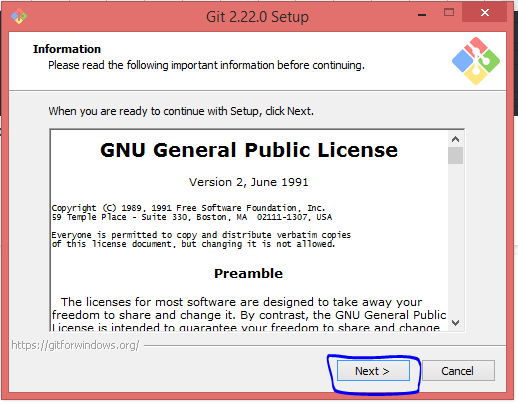 Git 2.22.0 Setup
Information
Please read the following important information before continuing.
When you are ready to continue with Setup, click Next.
GNU General Public License
Version 2, June 1991
Copyright (C) 1989, 1991 Free Software Foundation, Inc.
59 Temple Place - Suite 330, Boston, MA  02111-1307, USA
Everyone is permitted to copy and distribute verbatim copies
of this license document, but changing it is not allowed.
Preamble
The licenses for most software are designed to take away your
freedom to share and change it. By contrast, the GNU General Public
License is intended to guarantee your freedom to share and change
https://gitforwindows.org/
Next >
Cancel